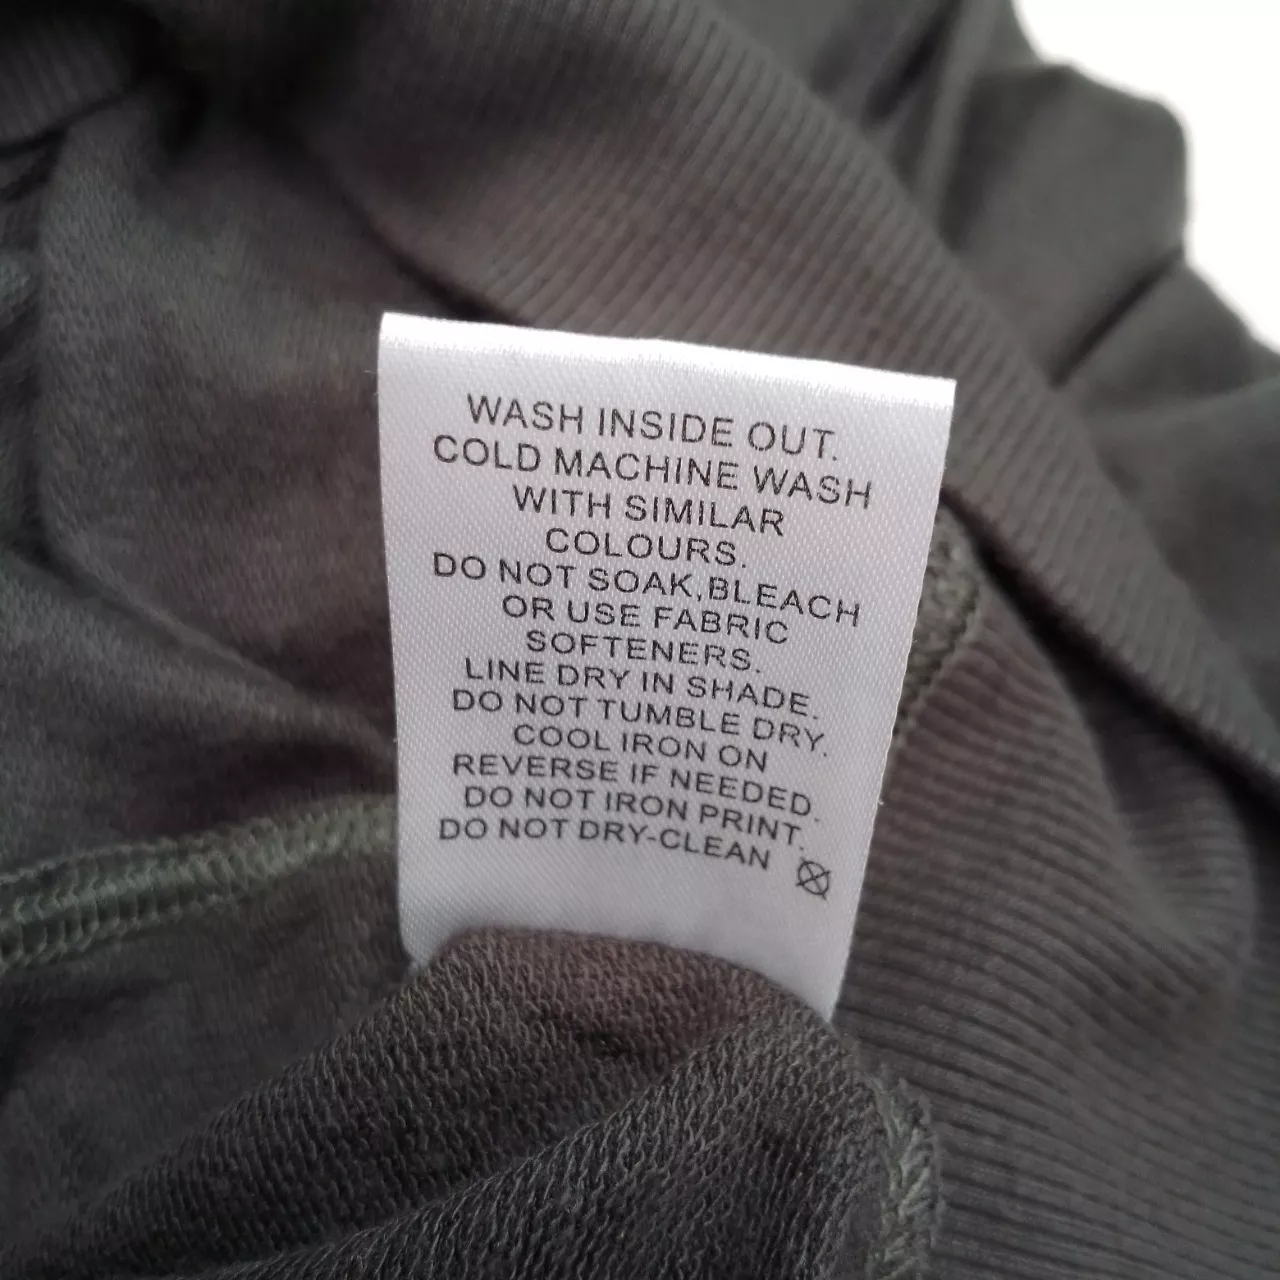 WASH INSIDE OUT.
COLD MACHINE WASH
WITH SIMILAR
COLOURS.
DO NOT SOAK,BLEACH
OR USE FABRIC
SOFTENERS.
LINE DRY IN SHADE.
DO NOT TUMBLE DRY.
COOL IRON ON
REVERSE IF NEEDED.
DO NOT IRON PRINT.
DO NOT DRY-CLEAN